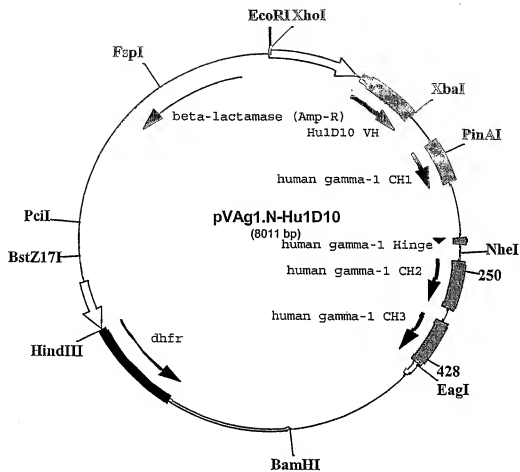 EcoRI XhoI
FspI
XbaI
beta-lactamase (Amp-R)
Hu1D10 VH
PinAI
human gamma-1 CH1
PciI
pVAg1.N-Hu1D10
(8011 bp)
human gamma-1 Hinge
NheI
BstZ17I
human gamma-1 CH2
250
human gamma-1 CH3
dhfr
HindIII
428
EagI
BamHI